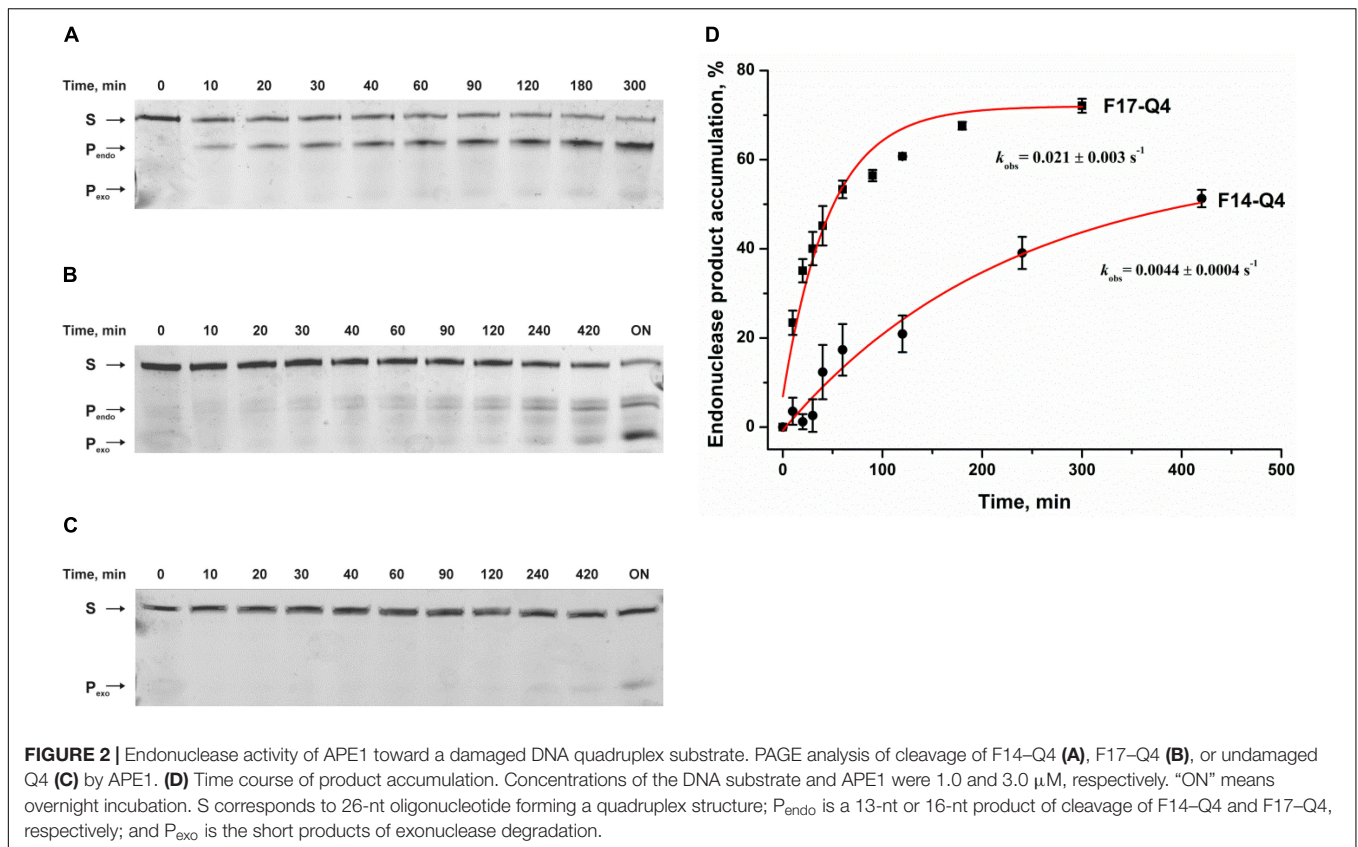 A
Time, min 0 10 20 30 40 60 90 120 180 300
S →
Pendo →
Pexo →
B
Time, min 0 10 20 30 40 60 90 120 240 420 ON
S →
Pendo →
Pexo →
C
Time, min 0 10 20 30 40 60 90 120 240 420 ON
S →
Pexo →
D
Endonuclease product accumulation, %
80
60
40
20
0
F17-Q4
kobs = 0.021 ± 0.003 s⁻¹
F14-Q4
kobs = 0.0044 ± 0.0004 s⁻¹
0 100 200 300 400 500
Time, min
FIGURE 2 | Endonuclease activity of APE1 toward a damaged DNA quadruplex substrate. PAGE analysis of cleavage of F14–Q4 (A), F17–Q4 (B), or undamaged
Q4 (C) by APE1. (D) Time course of product accumulation. Concentrations of the DNA substrate and APE1 were 1.0 and 3.0 μM, respectively. “ON” means
overnight incubation. S corresponds to 26-nt oligonucleotide forming a quadruplex structure; Pendo is a 13-nt or 16-nt product of cleavage of F14–Q4 and F17–Q4,
respectively; and Pexo is the short products of exonuclease degradation.